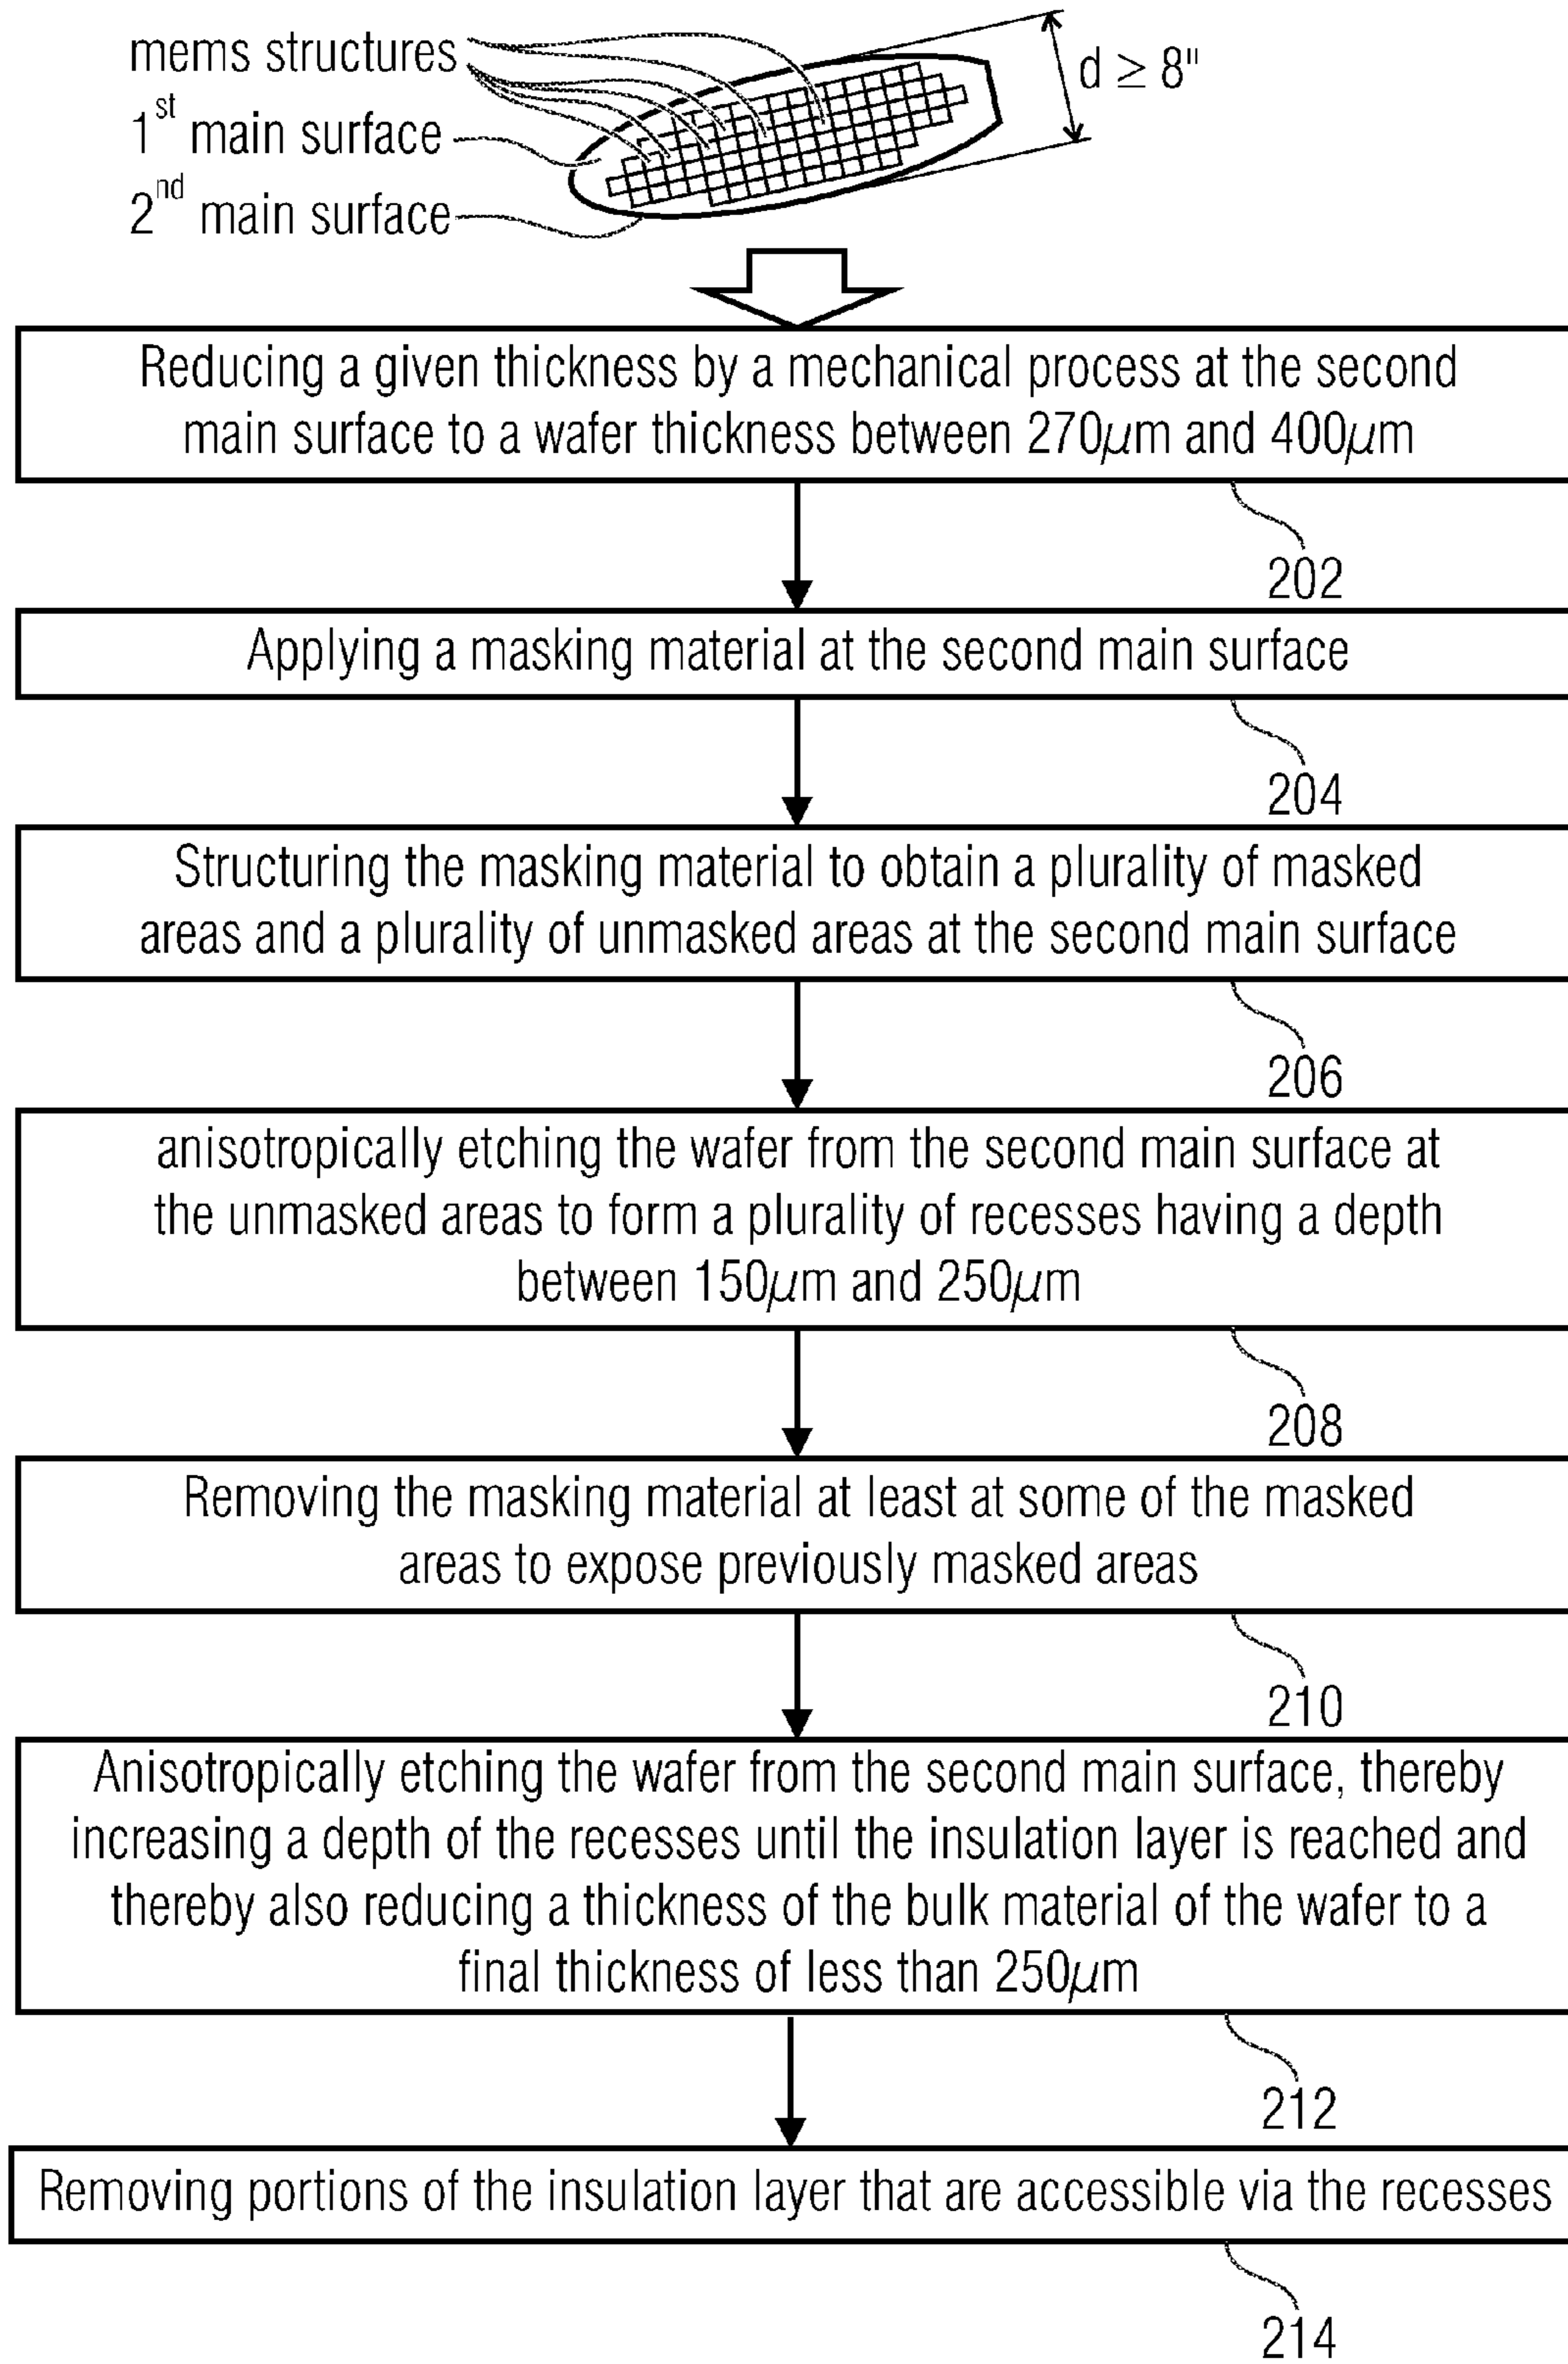 mems structures
d ≥ 8"
1st main surface
2nd main surface
Reducing a given thickness by a mechanical process at the second
main surface to a wafer thickness between 270µm and 400µm
202
Applying a masking material at the second main surface
204
Structuring the masking material to obtain a plurality of masked
areas and a plurality of unmasked areas at the second main surface
206
anisotropically etching the wafer from the second main surface at
the unmasked areas to form a plurality of recesses having a depth
between 150µm and 250µm
208
Removing the masking material at least at some of the masked
areas to expose previously masked areas
210
Anisotropically etching the wafer from the second main surface, thereby
increasing a depth of the recesses until the insulation layer is reached and
thereby also reducing a thickness of the bulk material of the wafer to a
final thickness of less than 250µm
212
Removing portions of the insulation layer that are accessible via the recesses
214